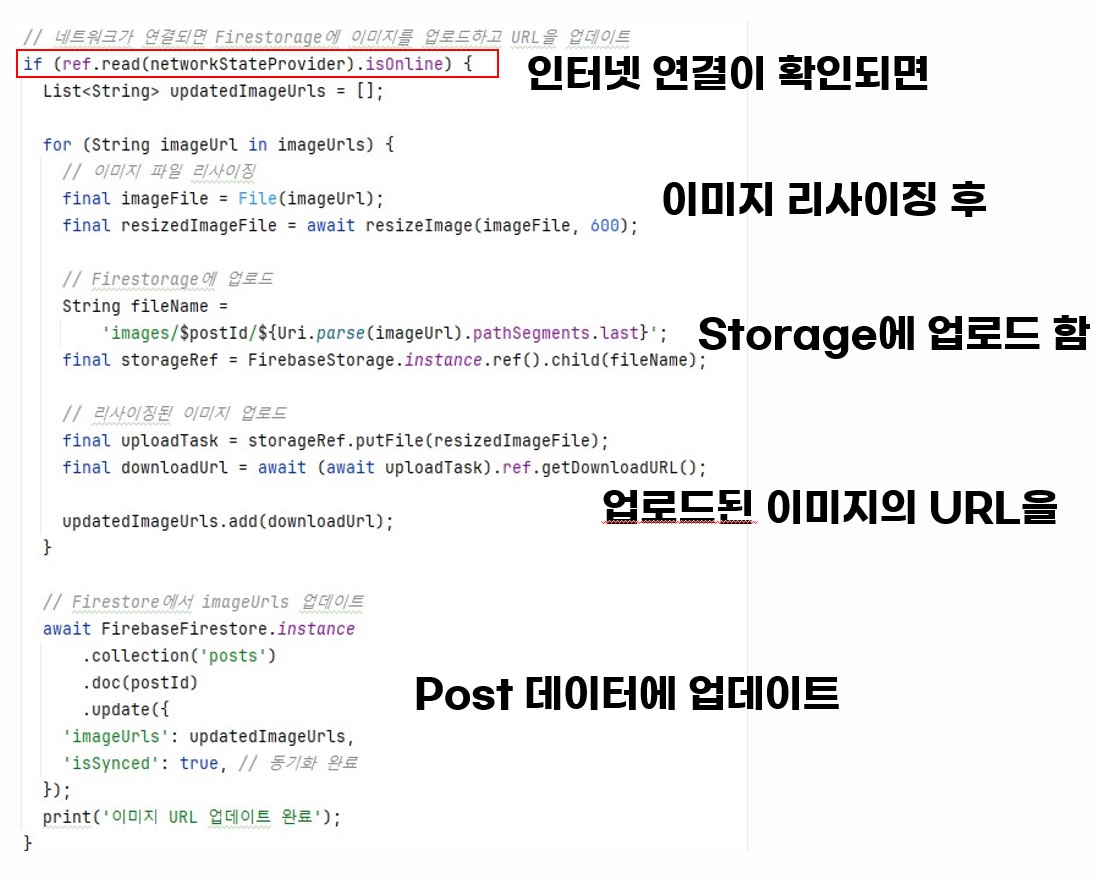 // 네트워크가 연결되면 Firestorage에 이미지를 업로드하고 URL을 업데이트
if (ref.read(networkStateProvider).isOnline) {
인터넷 연결이 확인되면
List<String> updatedImageUrls = [];
for (String imageUrl in imageUrls) {
// 이미지 파일 리사이징
final imageFile = File(imageUrl);
이미지 리사이징 후
final resizedImageFile = await resizeImage(imageFile, 600);
// Firestorage에 업로드
String fileName =
'images/$postId/${Uri.parse(imageUrl).pathSegments.last}';
Storage에 업로드 함
final storageRef = FirebaseStorage.instance.ref().child(fileName);
// 리사이징된 이미지 업로드
final uploadTask = storageRef.putFile(resizedImageFile);
final downloadUrl = await (await uploadTask).ref.getDownloadURL();
업로드된 이미지의 URL을
updatedImageUrls.add(downloadUrl);
}
// Firestore에서 imageUrls 업데이트
await FirebaseFirestore.instance
.collection('posts')
.doc(postId)
Post 데이터에 업데이트
.update({
'imageUrls': updatedImageUrls,
'isSynced': true, // 동기화 완료
});
print('이미지 URL 업데이트 완료');
}